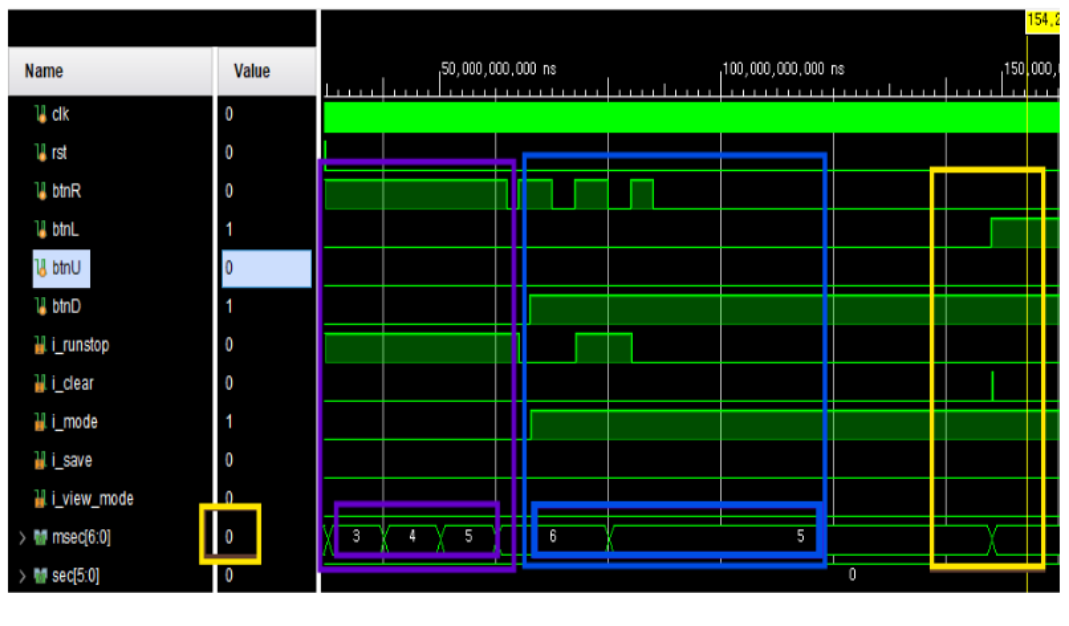 154,2
Name Value
50,000,000,000 ns 100,000,000,000 ns 150,000,
clk 0
rst 0
btnR 0
btnL 1
btnU 0
btnD 1
i_runstop 0
i_clear 0
i_mode 1
i_save 0
i_view_mode 0
> msec[6:0] 0 3 4 5 6 5
> sec[5:0] 0 0